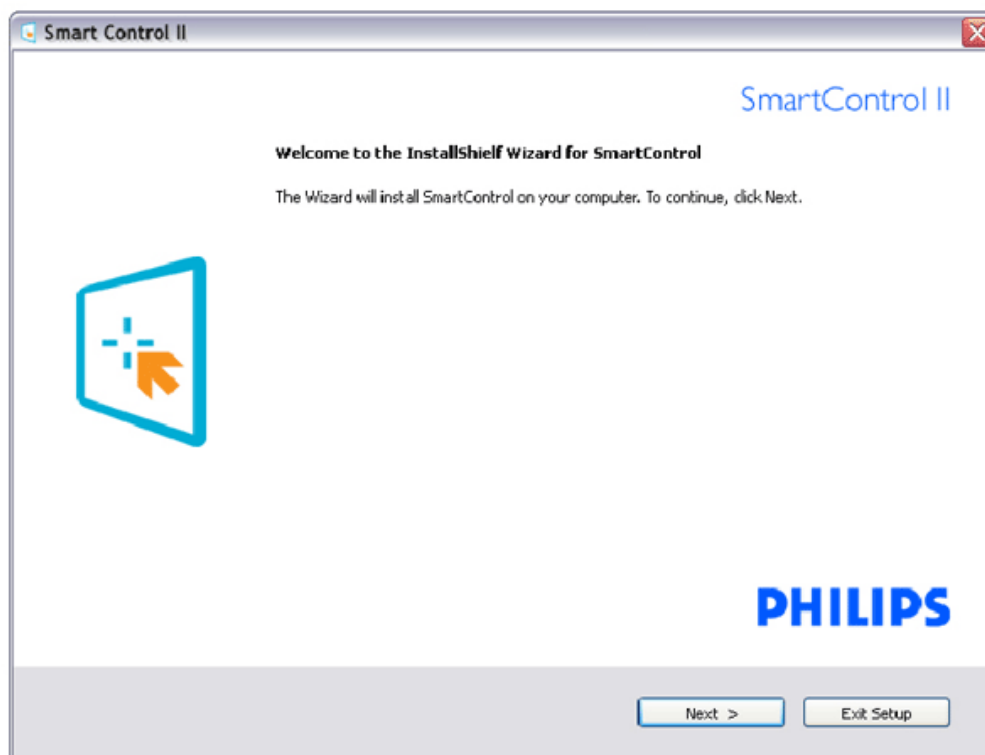 Smart Control II
SmartControl II
Welcome to the InstallShield Wizard for SmartControl
The Wizard will install SmartControl on your computer. To continue, click Next.
PHILIPS
Next >
Exit Setup